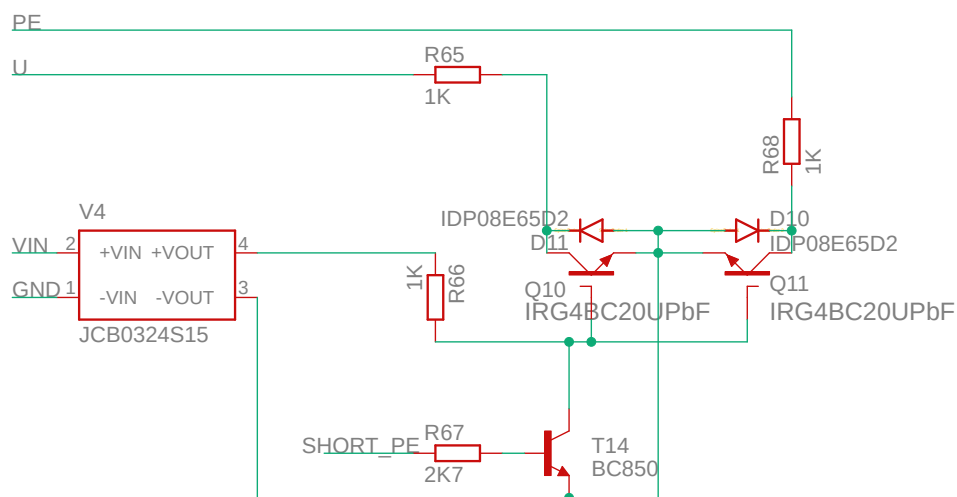 PE
U
R65
1K
R68
1K
V4
IDP08E65D2
D10
D11
IDP08E65D2
VIN
2
+VIN
+VOUT
4
GND
1
-VIN
-VOUT
3
JCB0324S15
1K
R66
Q10
IRG4BC20UPbF
Q11
IRG4BC20UPbF
SHORT_PE
R67
2K7
T14
BC850